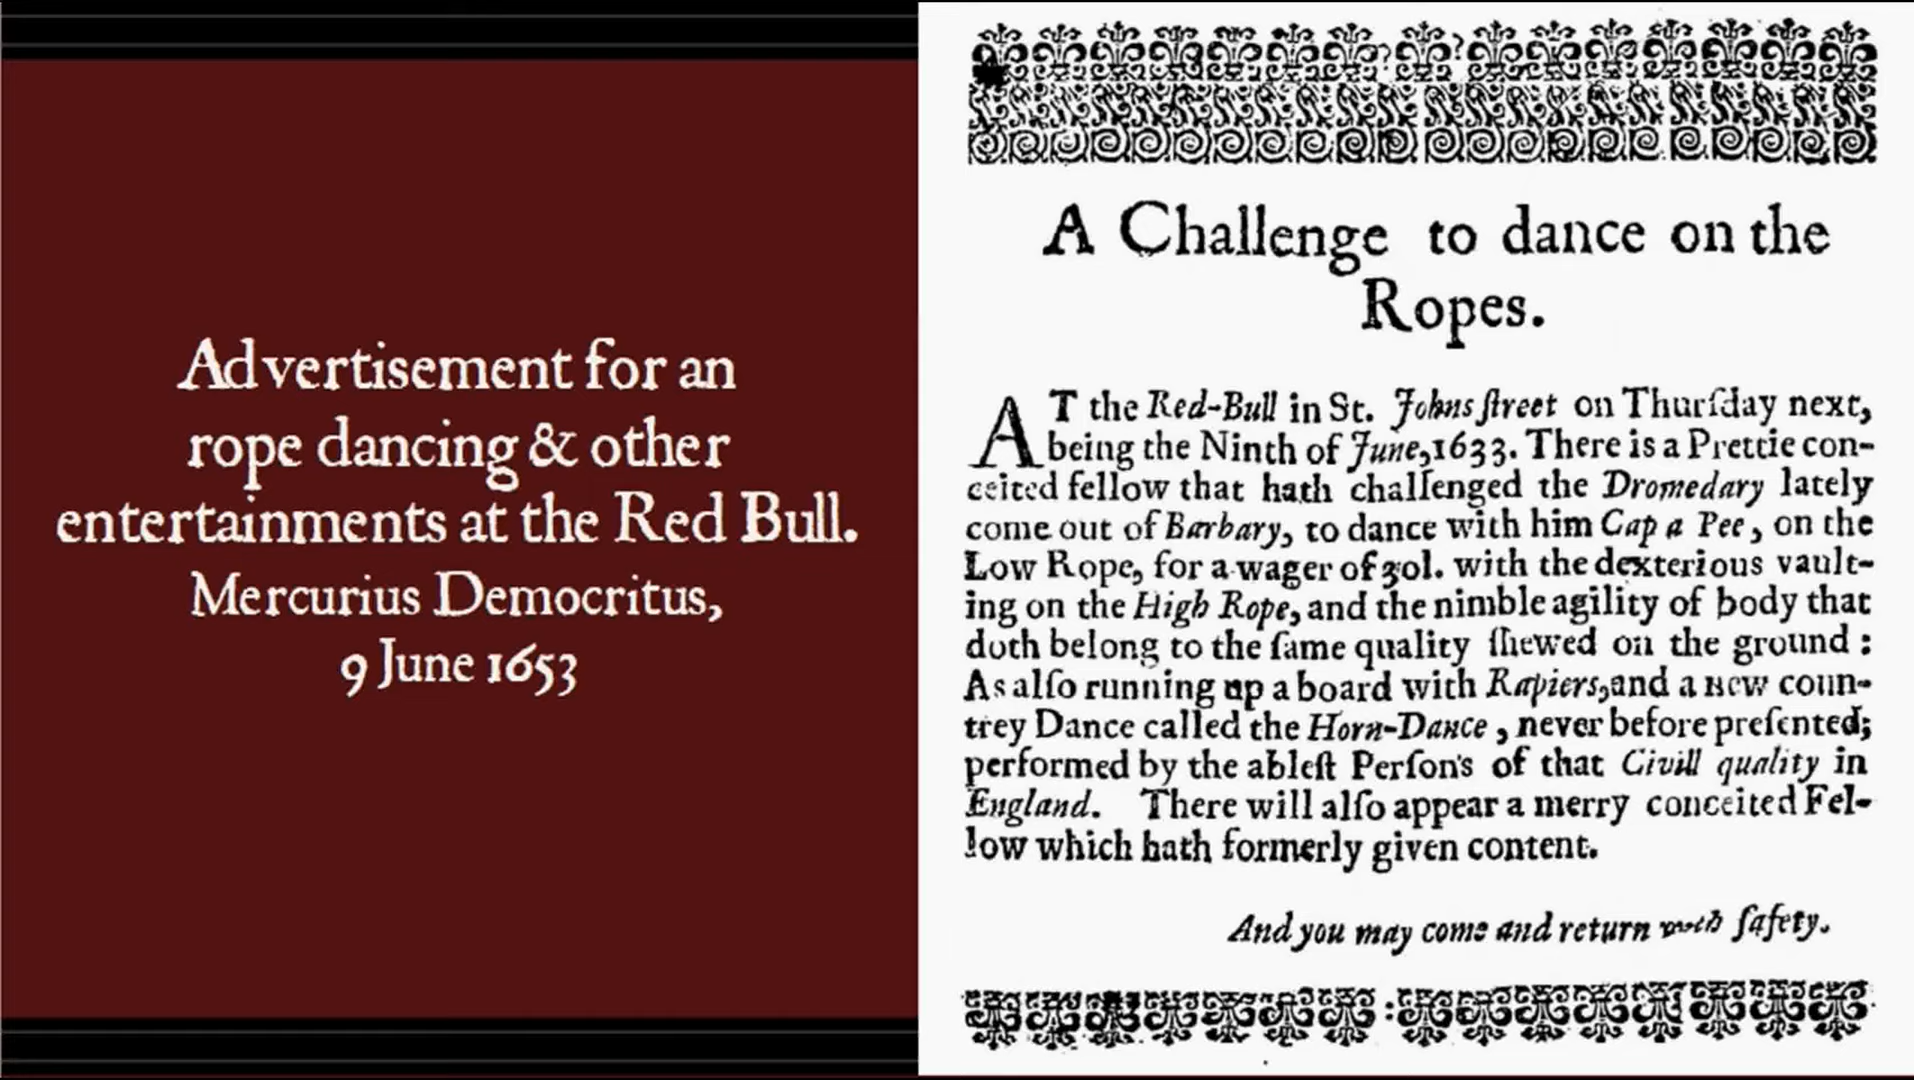 Advertisement for an
rope dancing & other
entertainments at the Red Bull.
Mercurius Democritus,
9 June 1653
A Challenge to dance on the
Ropes.
AT the Red-Bull in St. Johns ſtreet on Thurſday next,
being the Ninth of June,1633. There is a Prettie con-
ceited fellow that hath challenged the Dromedary lately
come out of Barbary, to dance with him Cap a Pee, on the
Low Rope, for a wager of 30l. with the dexterious vault-
ing on the High Rope, and the nimble agility of body that
doth belong to the ſame quality ſhewed on the ground :
As alſo running up a board with Rapiers,and a new coun-
trey Dance called the Horn-Dance , never before preſented;
performed by the ableſt Perſon's of that Civill quality in
England. There will alſo appear a merry conceited Fel-
low which hath formerly given content.
And you may come and return with ſafety.